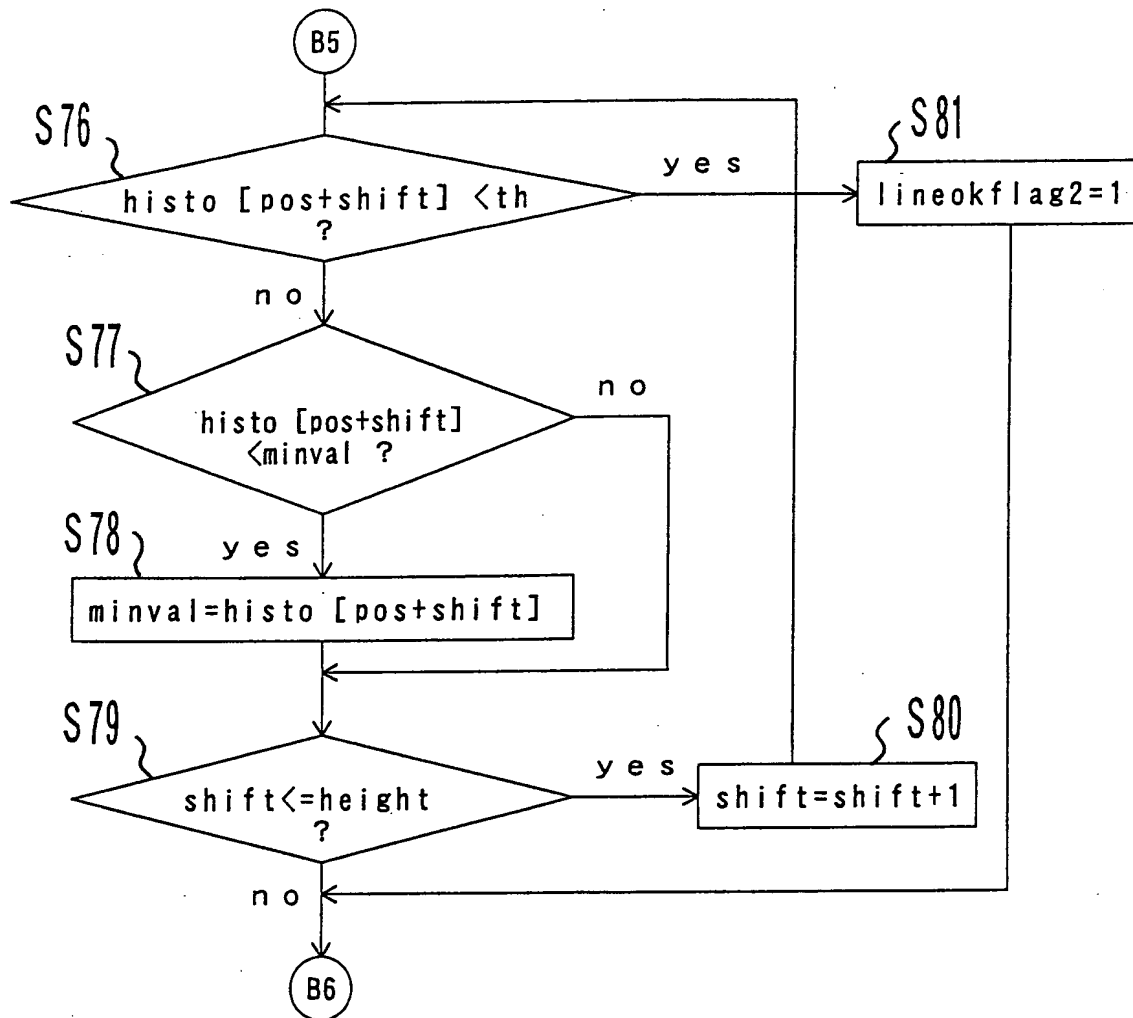 B5
S76
histo [pos+shift] <th
?
yes
S81
lineokflag2=1
no
S77
histo [pos+shift]
<minval ?
no
S78
yes
minval=histo [pos+shift]
S79
shift<=height
?
yes
S80
shift=shift+1
no
B6